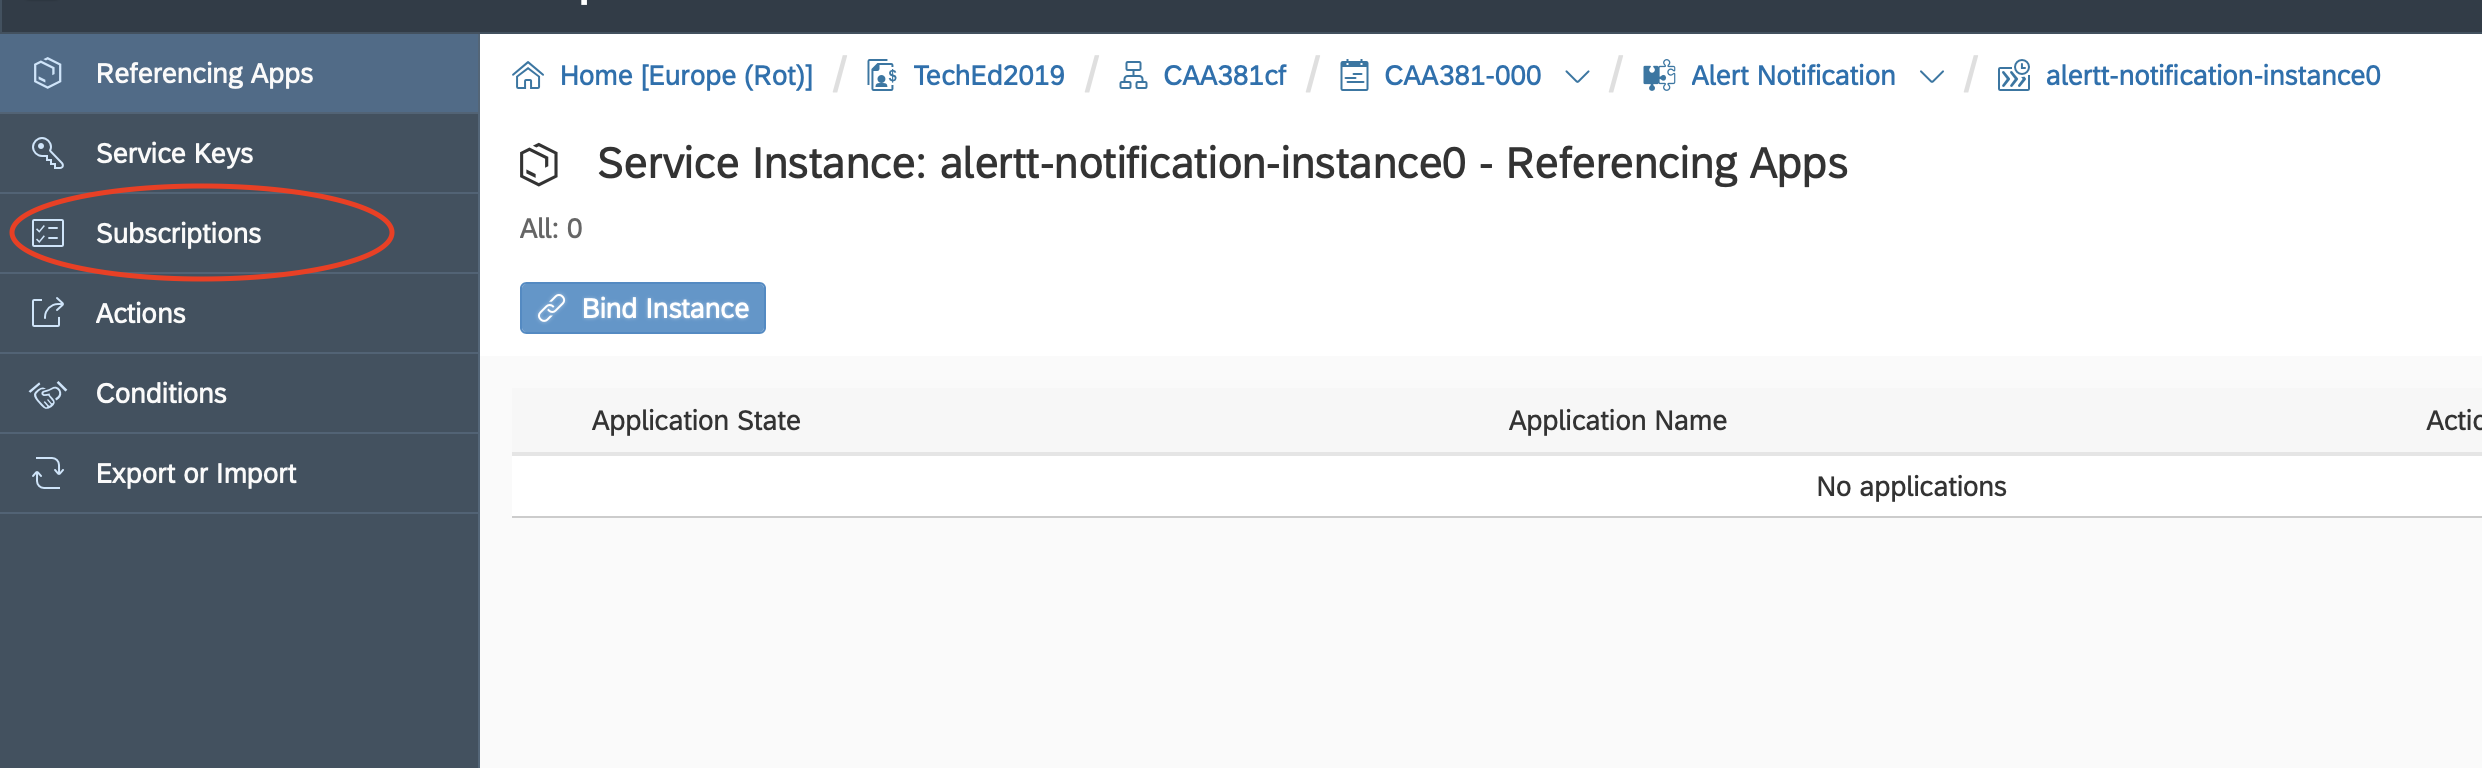 Referencing Apps
Service Keys
Subscriptions
Actions
Conditions
Export or Import
Home [Europe (Rot)] / TechEd2019 / CAA381cf / CAA381-000 / Alert Notification / alertt-notification-instance0
Service Instance: alertt-notification-instance0 - Referencing Apps
All: 0
Bind Instance
Application State Application Name
No applications